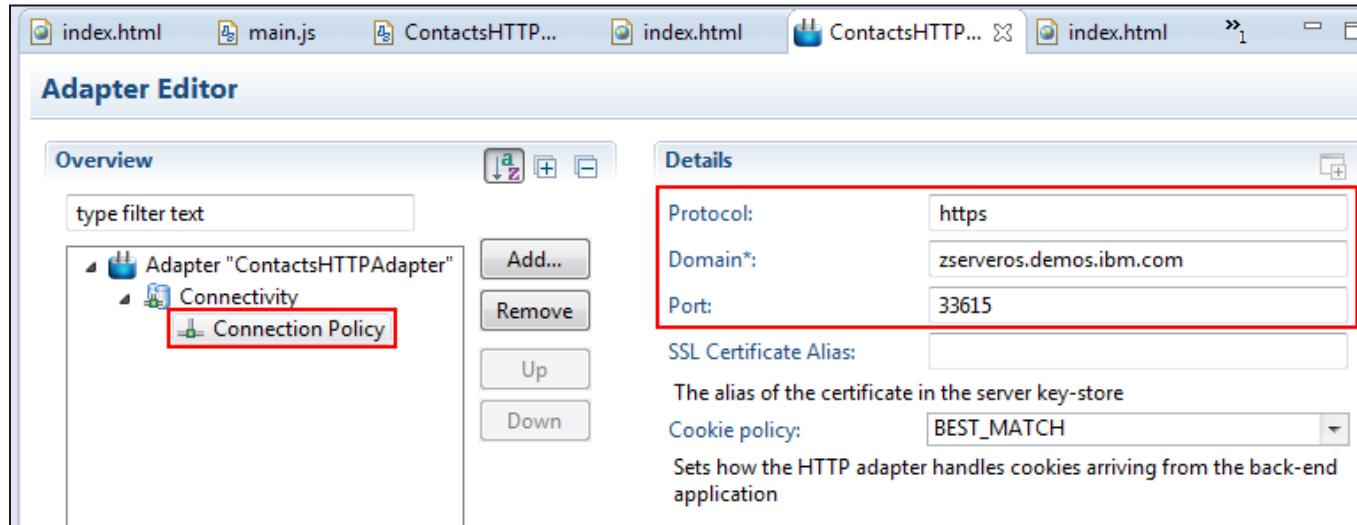 index.html main.js ContactsHTTP... index.html ContactsHTTP... index.html »1
Adapter Editor
Overview
type filter text
Adapter "ContactsHTTPAdapter"
Connectivity
Connection Policy
Add...
Remove
Up
Down
Details
Protocol: https
Domain*: zserveros.demos.ibm.com
Port: 33615
SSL Certificate Alias:
The alias of the certificate in the server key-store
Cookie policy: BEST_MATCH
Sets how the HTTP adapter handles cookies arriving from the back-end
application